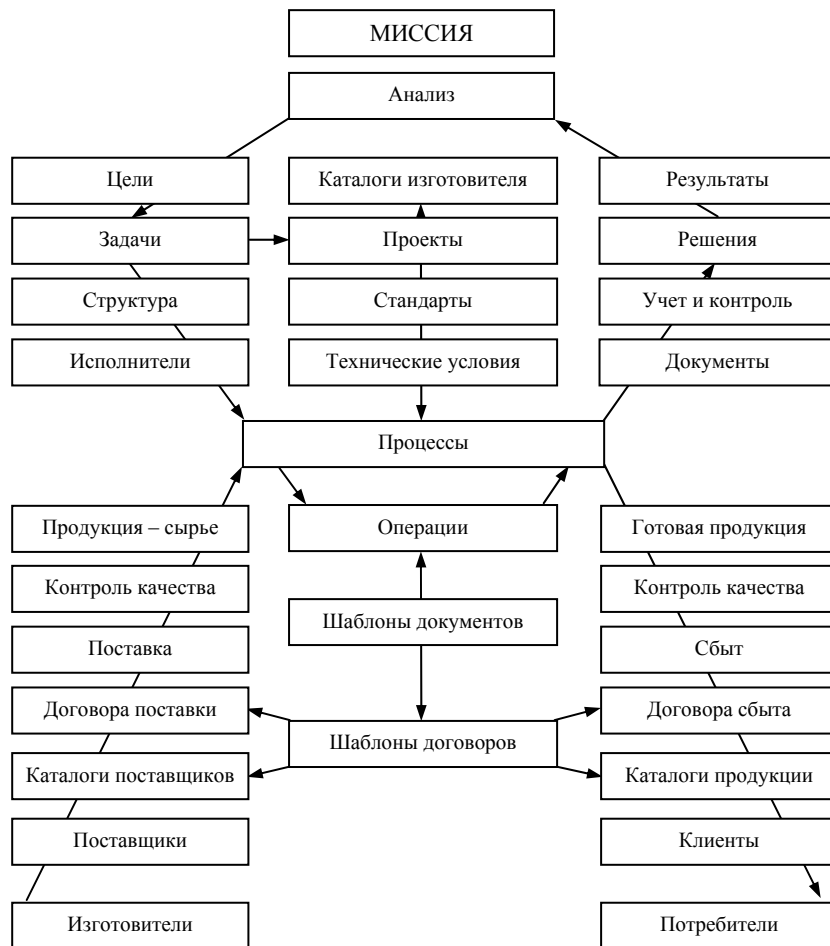 МИССИЯ
Анализ
Цели
Каталоги изготовителя
Результаты
Задачи
Проекты
Решения
Структура
Стандарты
Учет и контроль
Исполнители
Технические условия
Документы
Процессы
Продукция – сырье
Операции
Готовая продукция
Контроль качества
Контроль качества
Шаблоны документов
Поставка
Сбыт
Договора поставки
Шаблоны договоров
Договора сбыта
Каталоги поставщиков
Каталоги продукции
Поставщики
Клиенты
Изготовители
Потребители